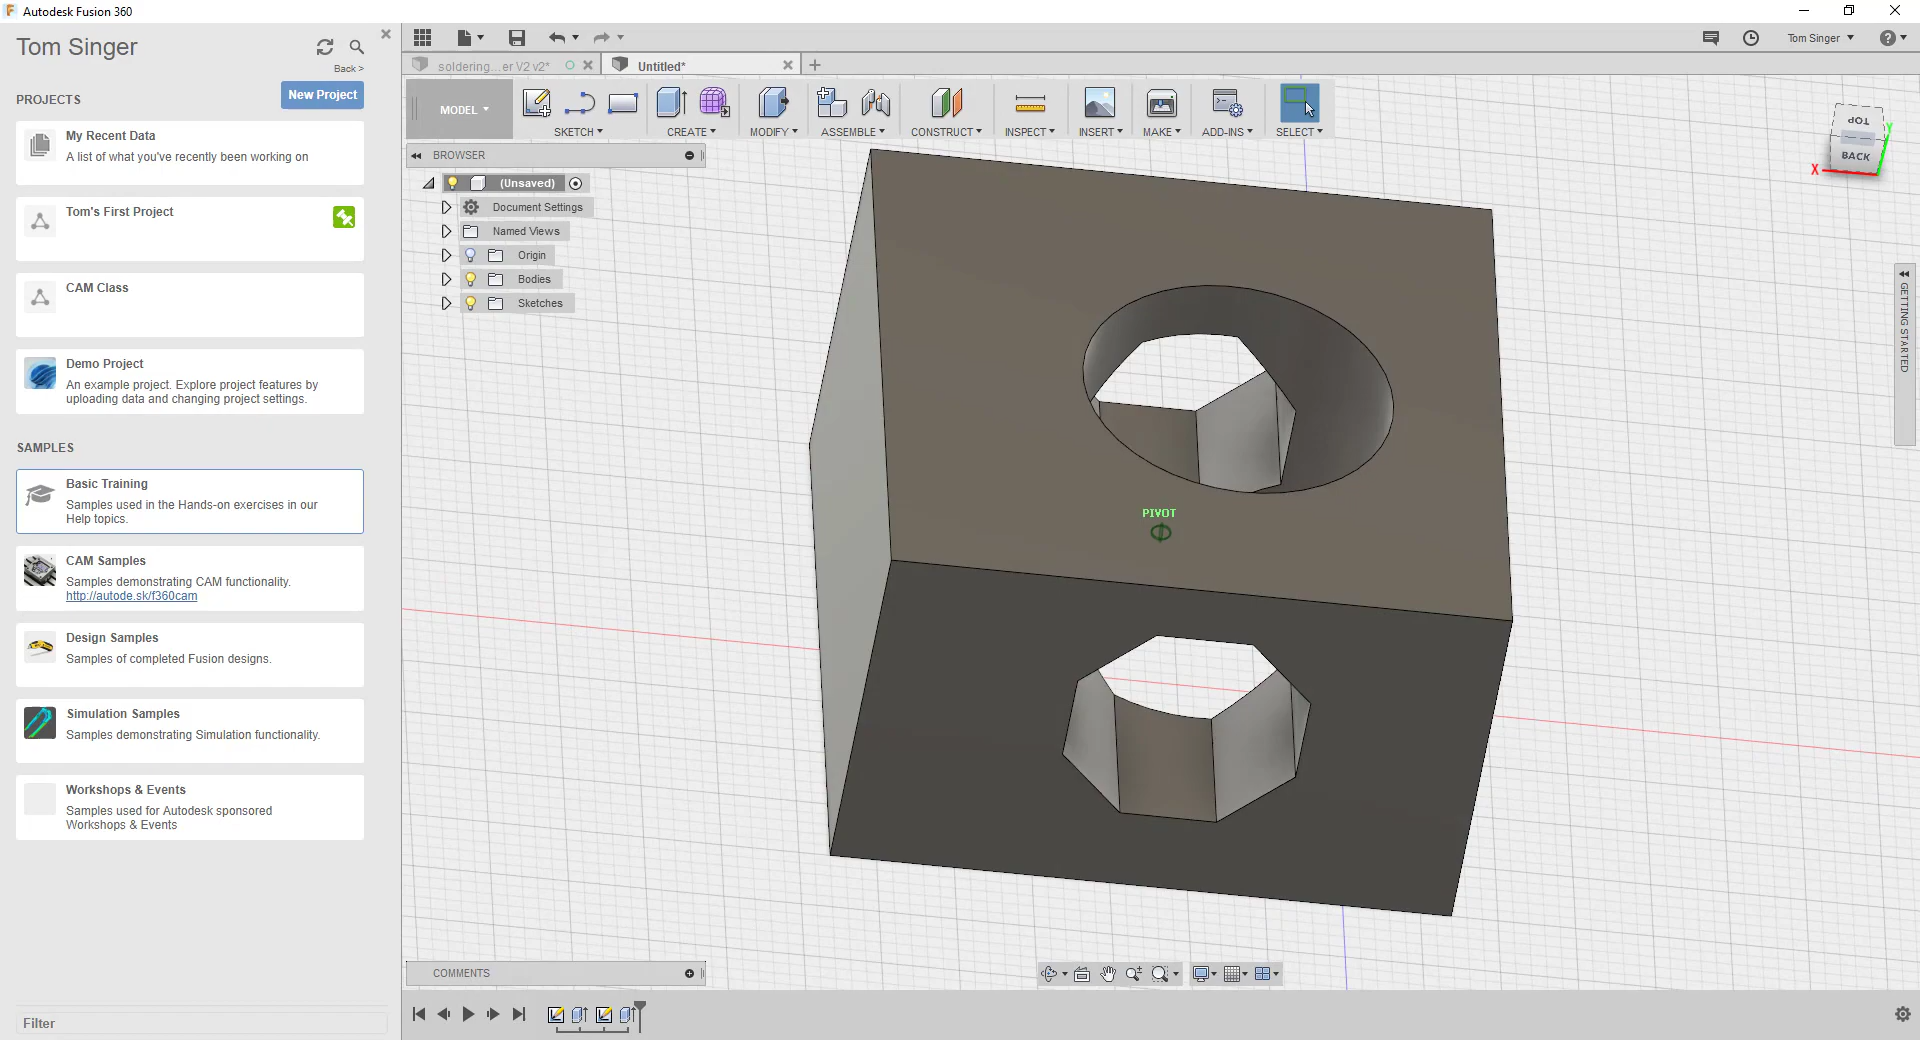 Autodesk Fusion 360
Tom Singer
Back >
PROJECTS
New Project
My Recent Data
A list of what you've recently been working on
Tom's First Project
CAM Class
Demo Project
An example project. Explore project features by
uploading data and changing project settings.
SAMPLES
Basic Training
Samples used in the Hands-on exercises in our
Help topics.
CAM Samples
Samples demonstrating CAM functionality.
http://autode.sk/f360cam
Design Samples
Samples of completed Fusion designs.
Simulation Samples
Samples demonstrating Simulation functionality.
Workshops & Events
Samples used for Autodesk sponsored
Workshops & Events
Filter
Tom Singer
soldering...er V2 v2*
Untitled*
MODEL
SKETCH
CREATE
MODIFY
ASSEMBLE
CONSTRUCT
INSPECT
INSERT
MAKE
ADD-INS
SELECT
BROWSER
(Unsaved)
Document Settings
Named Views
Origin
Bodies
Sketches
TOP
BACK
X
Y
GETTING STARTED
PIVOT
COMMENTS